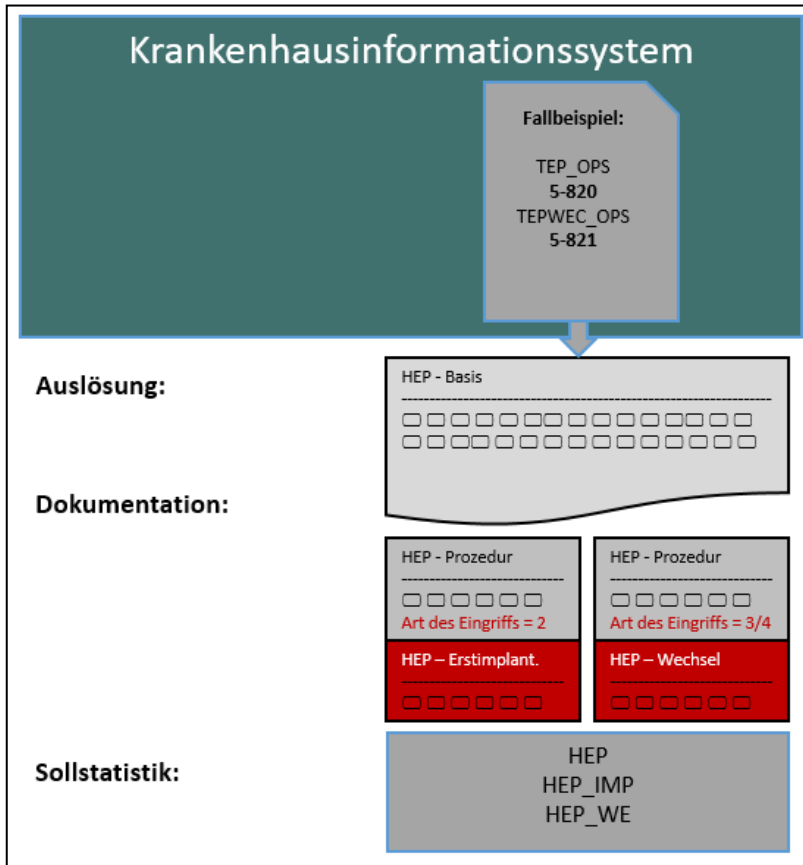 Krankenhausinformationssystem
Fallbeispiel:
TEP_OPS
5-820
TEPWEC_OPS
5-821
Auslösung:
HEP - Basis
Dokumentation:
HEP - Prozedur
Art des Eingriffs = 2
HEP – Erstimplant.
HEP - Prozedur
Art des Eingriffs = 3/4
HEP – Wechsel
Sollstatistik:
HEP
HEP_IMP
HEP_WE